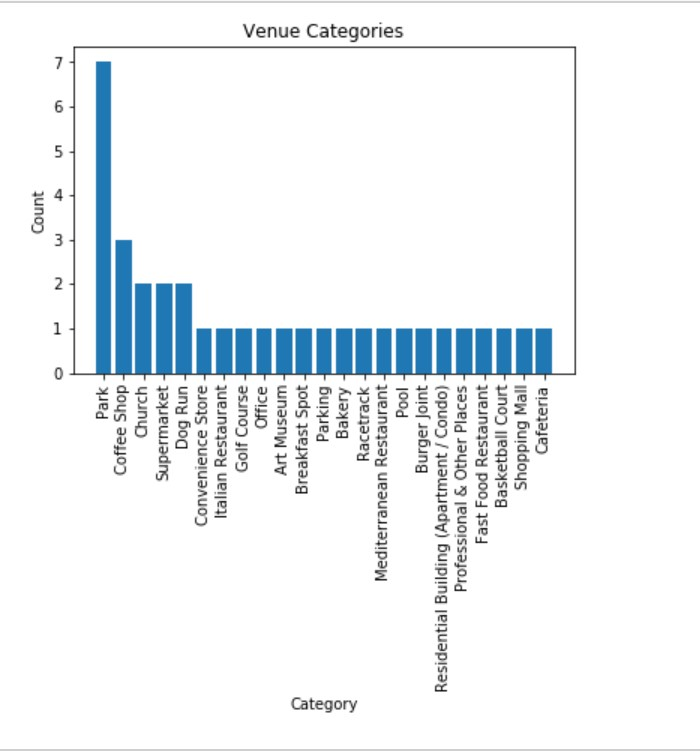 Venue Categories
7
6
5
4
3
2
1
0
Count
Park
Coffee Shop
Church
Supermarket
Dog Run
Convenience Store
Italian Restaurant
Golf Course
Office
Art Museum
Breakfast Spot
Parking
Bakery
Racetrack
Mediterranean Restaurant
Pool
Burger Joint
Residential Building (Apartment / Condo)
Professional & Other Places
Fast Food Restaurant
Basketball Court
Shopping Mall
Cafeteria
Category